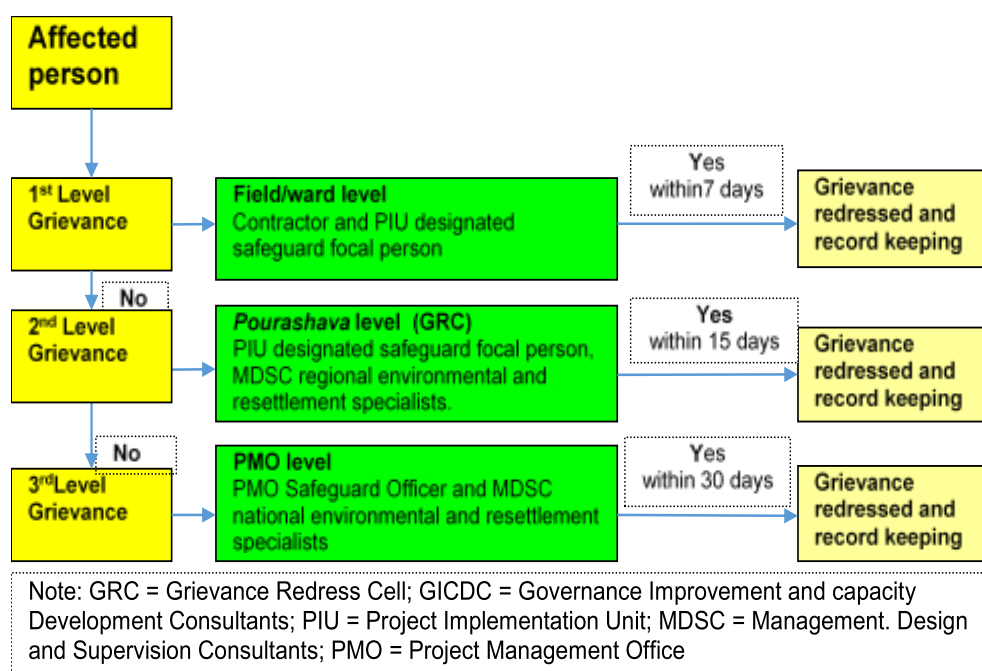 Affected
person
1st Level
Grievance
Field/ward level
Contractor and PIU designated
safeguard focal person
Yes
within7 days
Grievance
redressed and
record keeping
No
2nd Level
Grievance
Pourashava level (GRC)
PIU designated safeguard focal person,
MDSC regional environmental and
resettlement specialists.
Yes
within 15 days
Grievance
redressed and
record keeping
No
3rdLevel
Grievance
PMO level
PMO Safeguard Officer and MDSC
national environmental and resettlement
specialists
Yes
within 30 days
Grievance
redressed and
record keeping
Note: GRC = Grievance Redress Cell; GICDC = Governance Improvement and capacity
Development Consultants; PIU = Project Implementation Unit; MDSC = Management. Design
and Supervision Consultants; PMO = Project Management Office